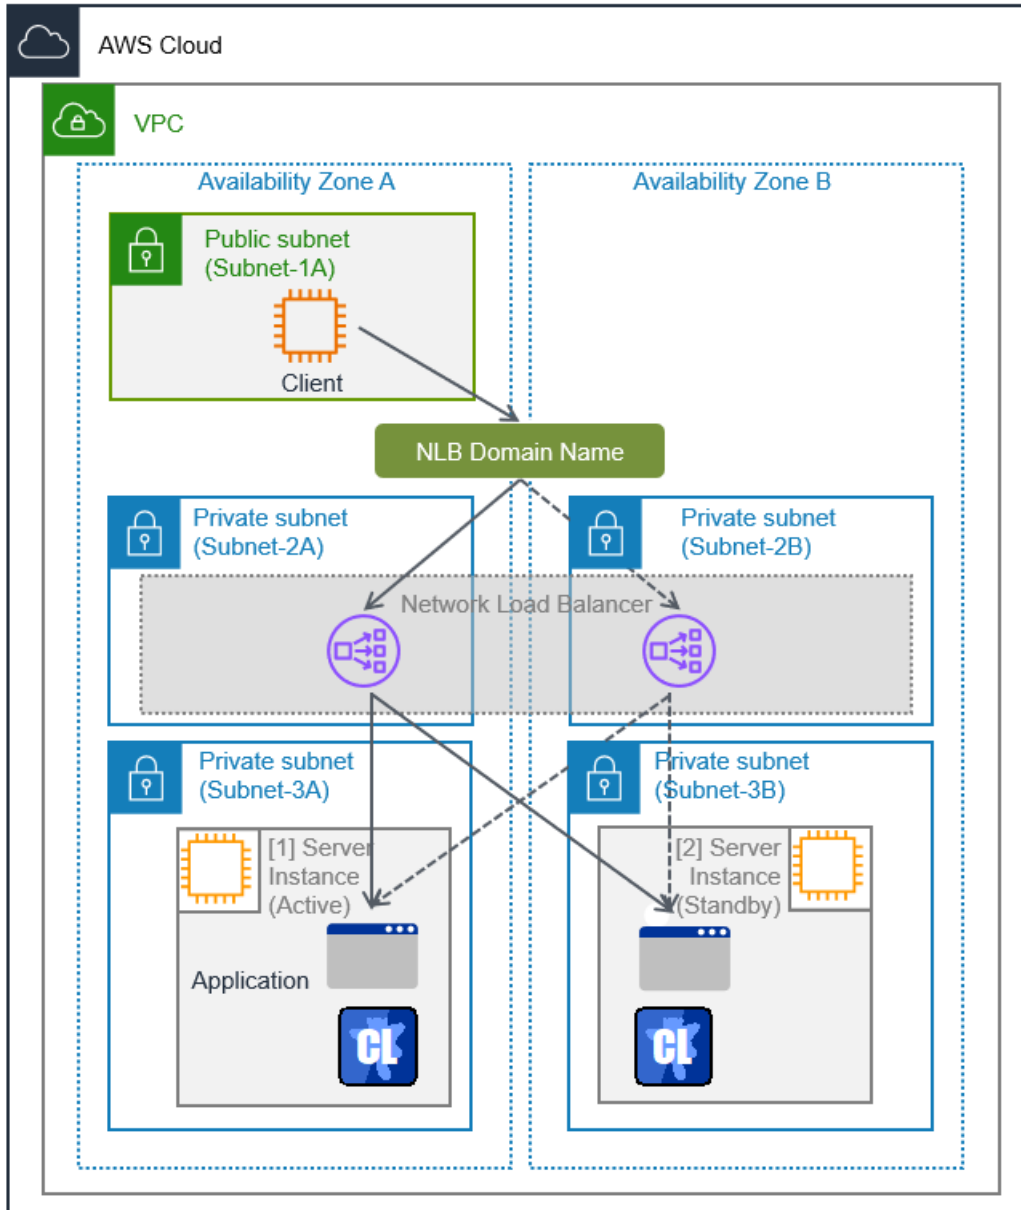 AWS Cloud
VPC
Availability Zone A
Availability Zone B
Public subnet
(Subnet-1A)
Client
NLB Domain Name
Private subnet
(Subnet-2A)
Private subnet
(Subnet-2B)
Network Load Balancer
Private subnet
(Subnet-3A)
Private subnet
(Subnet-3B)
[1] Server
Instance
(Active)
[2] Server
Instance
(Standby)
Application
CL
CL